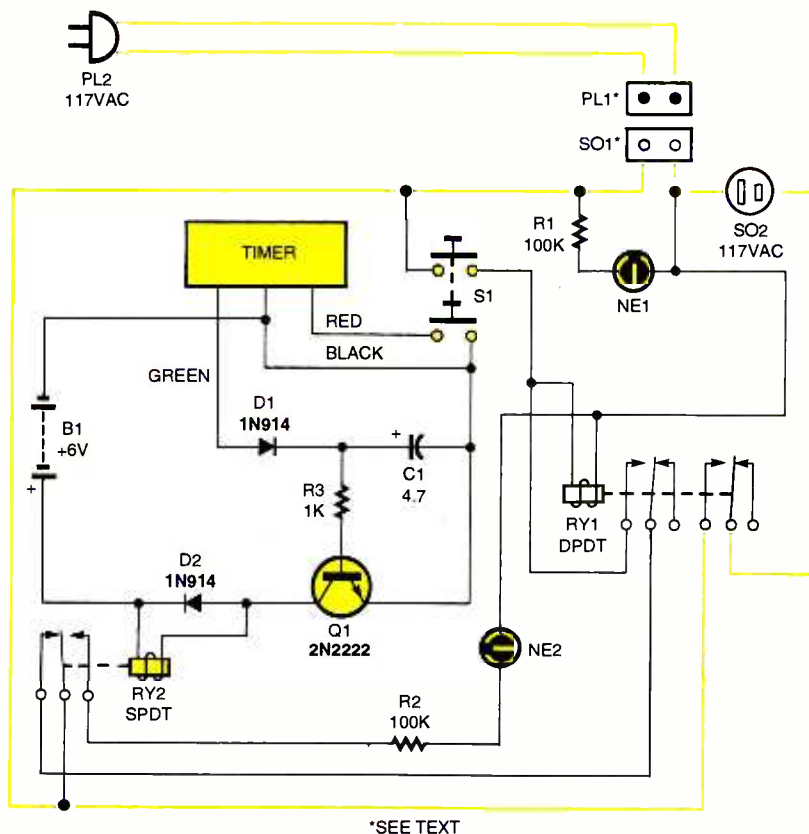 PL2
117VAC
PL1*
SO1*
SO2
117VAC
R1
100K
NE1
TIMER
S1
RED
BLACK
GREEN
B1
+6V
+
D1
1N914
+
C1
4.7
R3
1K
RY1
DPDT
D2
1N914
Q1
2N2222
NE2
RY2
SPDT
R2
100K
*SEE TEXT